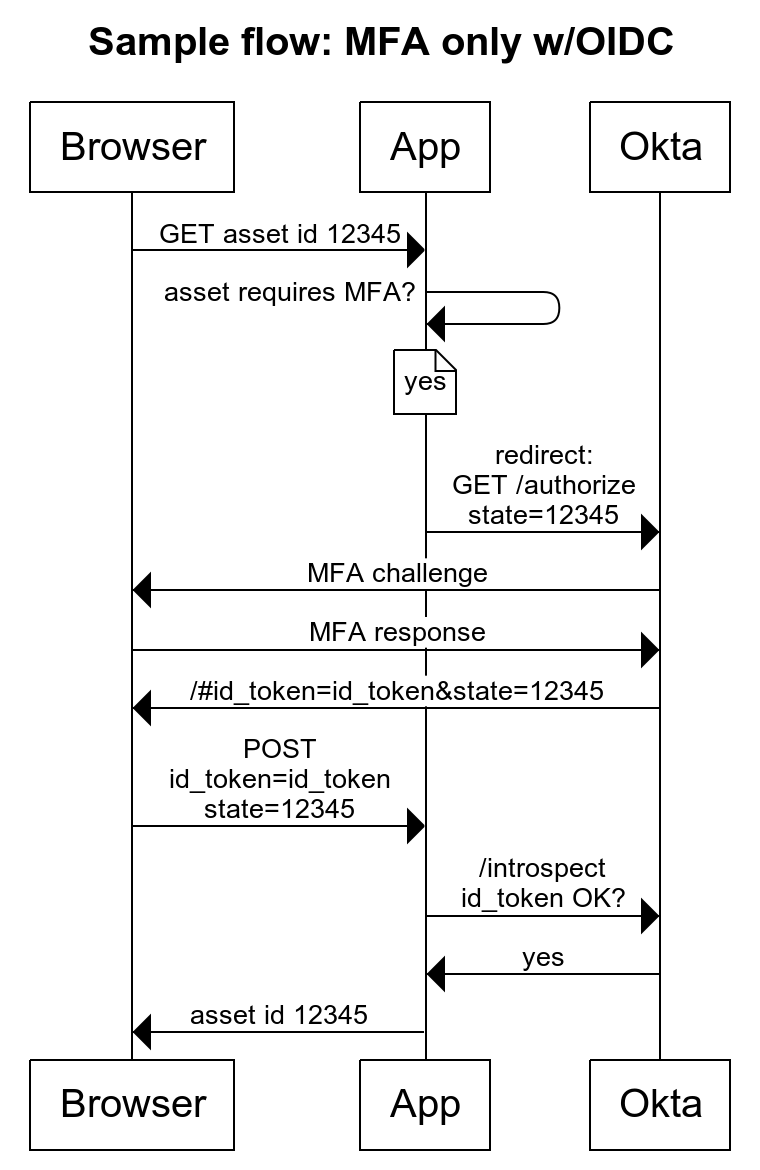 Sample flow: MFA only w/OIDC
Browser
App
Okta
GET asset id 12345
asset requires MFA?
yes
redirect:
GET /authorize
state=12345
MFA challenge
MFA response
/#id_token=id_token&state=12345
POST
id_token=id_token
state=12345
/introspect
id_token OK?
yes
asset id 12345
Browser
App
Okta